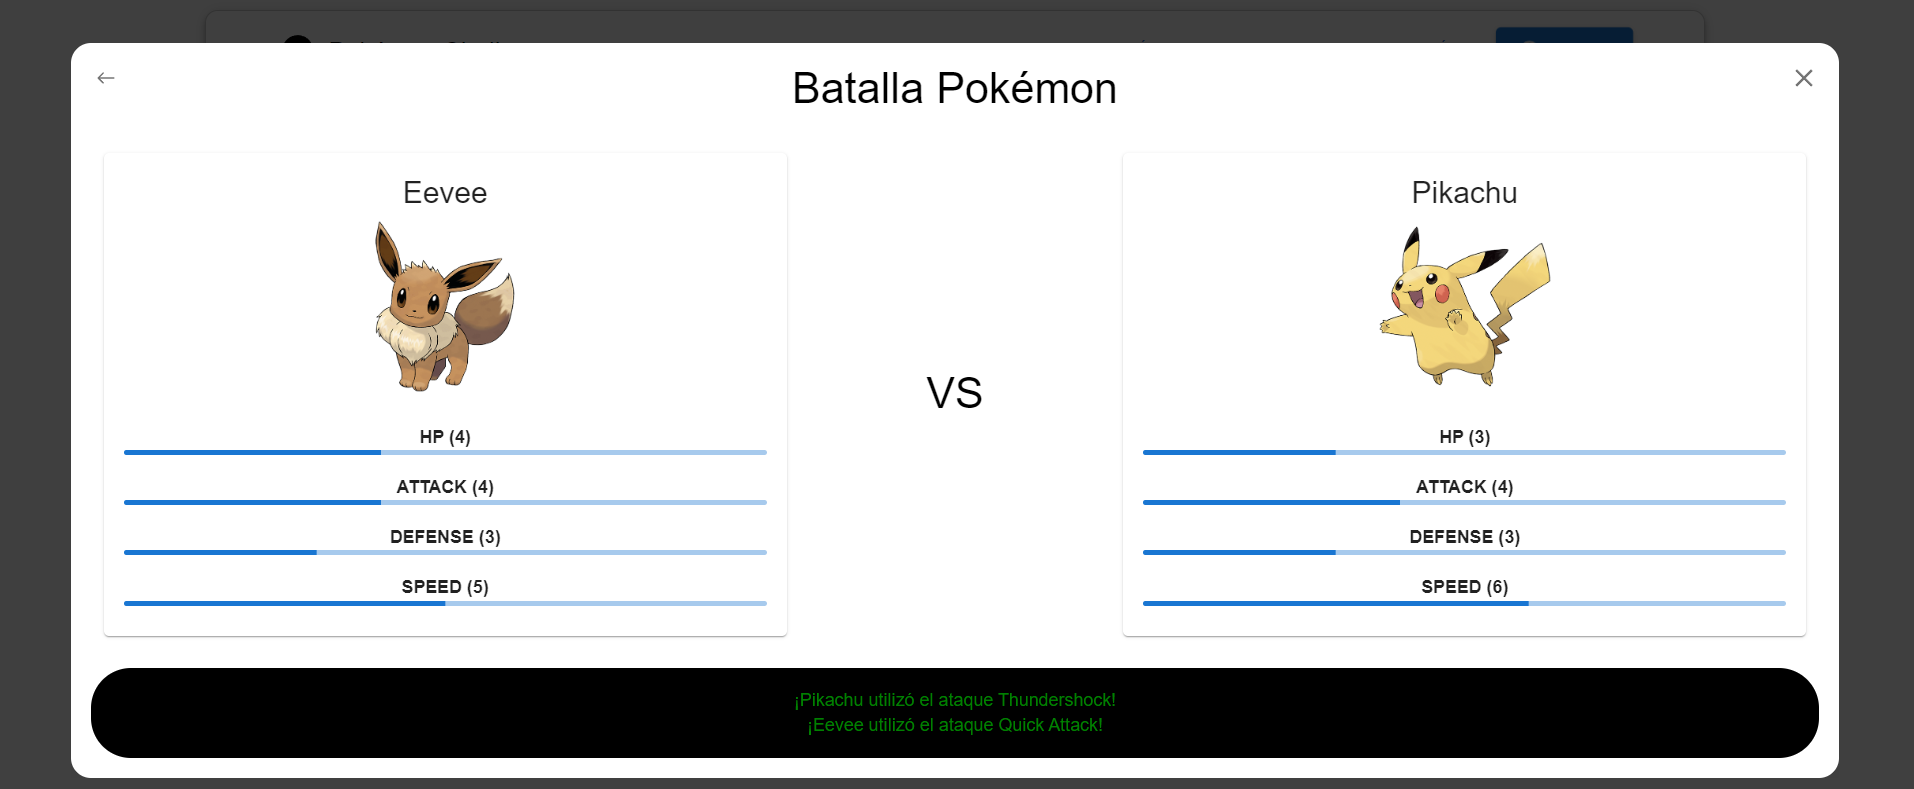 Batalla Pokémon
Eevee
HP (4)
ATTACK (4)
DEFENSE (3)
SPEED (5)
VS
Pikachu
HP (3)
ATTACK (4)
DEFENSE (3)
SPEED (6)
¡Pikachu utilizó el ataque Thundershock!
¡Eevee utilizó el ataque Quick Attack!